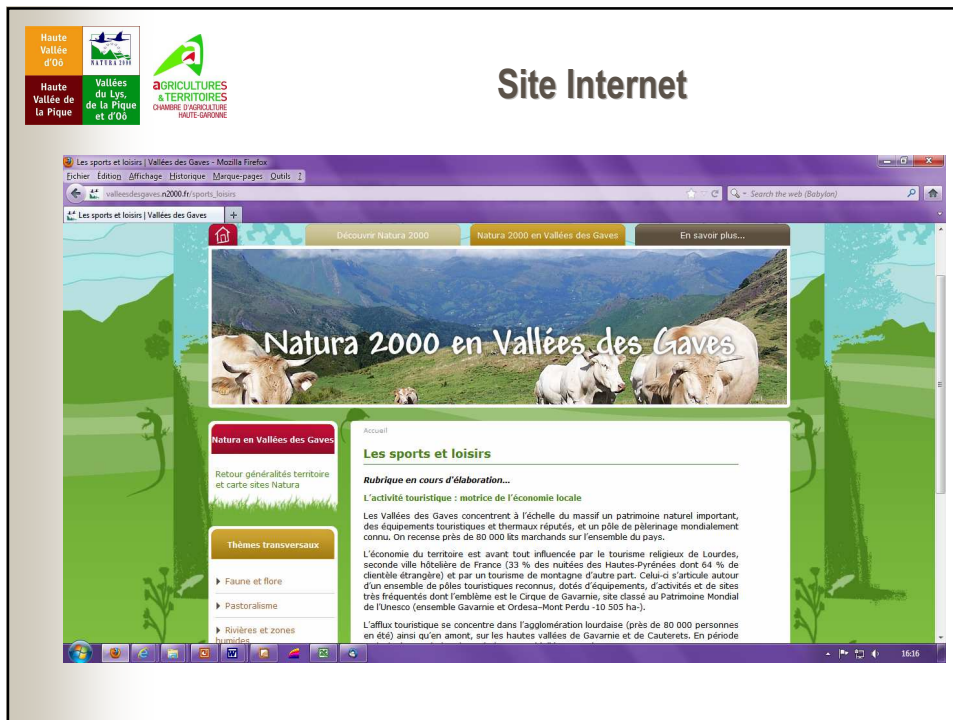 Haute
Vallée
d'Oô
NATURA 2000
Haute
Vallée de
la Pique
Vallées
du Lys,
de la Pique
et d'Oô
aGRICULTURES
& TERRITOIRES
CHAMBRE D'AGRICULTURE
HAUTE-GARONNE
Site Internet
Les sports et loisirs | Vallées des Gaves - Mozilla Firefox
Fichier Édition Affichage Historique Marque-pages Outils ?
valleesdesgaves.n2000.fr/sports_loisirs
Search the web (Babylon)
Les sports et loisirs | Vallées des Gaves
Découvrir Natura 2000
Natura 2000 en Vallées des Gaves
En savoir plus...
Natura 2000 en Vallées des Gaves
Natura en Vallées des Gaves
Retour généralités territoire
et carte sites Natura
Thèmes transversaux
Faune et flore
Pastoralisme
Rivières et zones
humides
Accueil
Les sports et loisirs
Rubrique en cours d'élaboration...
L'activité touristique : motrice de l'économie locale
Les Vallées des Gaves concentrent à l'échelle du massif un patrimoine naturel important,
des équipements touristiques et thermaux réputés, et un pôle de pèlerinage mondialement
connu. On recense près de 80 000 lits marchands sur l'ensemble du pays.
L'économie du territoire est avant tout influencée par le tourisme religieux de Lourdes,
seconde ville hôtelière de France (33 % des nuitées des Hautes-Pyrénées dont 64 % de
clientèle étrangère) et par un tourisme de montagne d'autre part. Celui-ci s'articule autour
d'un ensemble de pôles touristiques reconnus, dotés d'équipements, d'activités et de sites
très fréquentés dont l'emblème est le Cirque de Gavarnie, site classé au Patrimoine Mondial
de l'Unesco (ensemble Gavarnie et Ordesa–Mont Perdu -10 505 ha-).
L'afflux touristique se concentre dans l'agglomération lourdaise (près de 80 000 personnes
en été) ainsi qu'en amont, sur les hautes vallées de Gavarnie et de Cauterets. En période
16:16